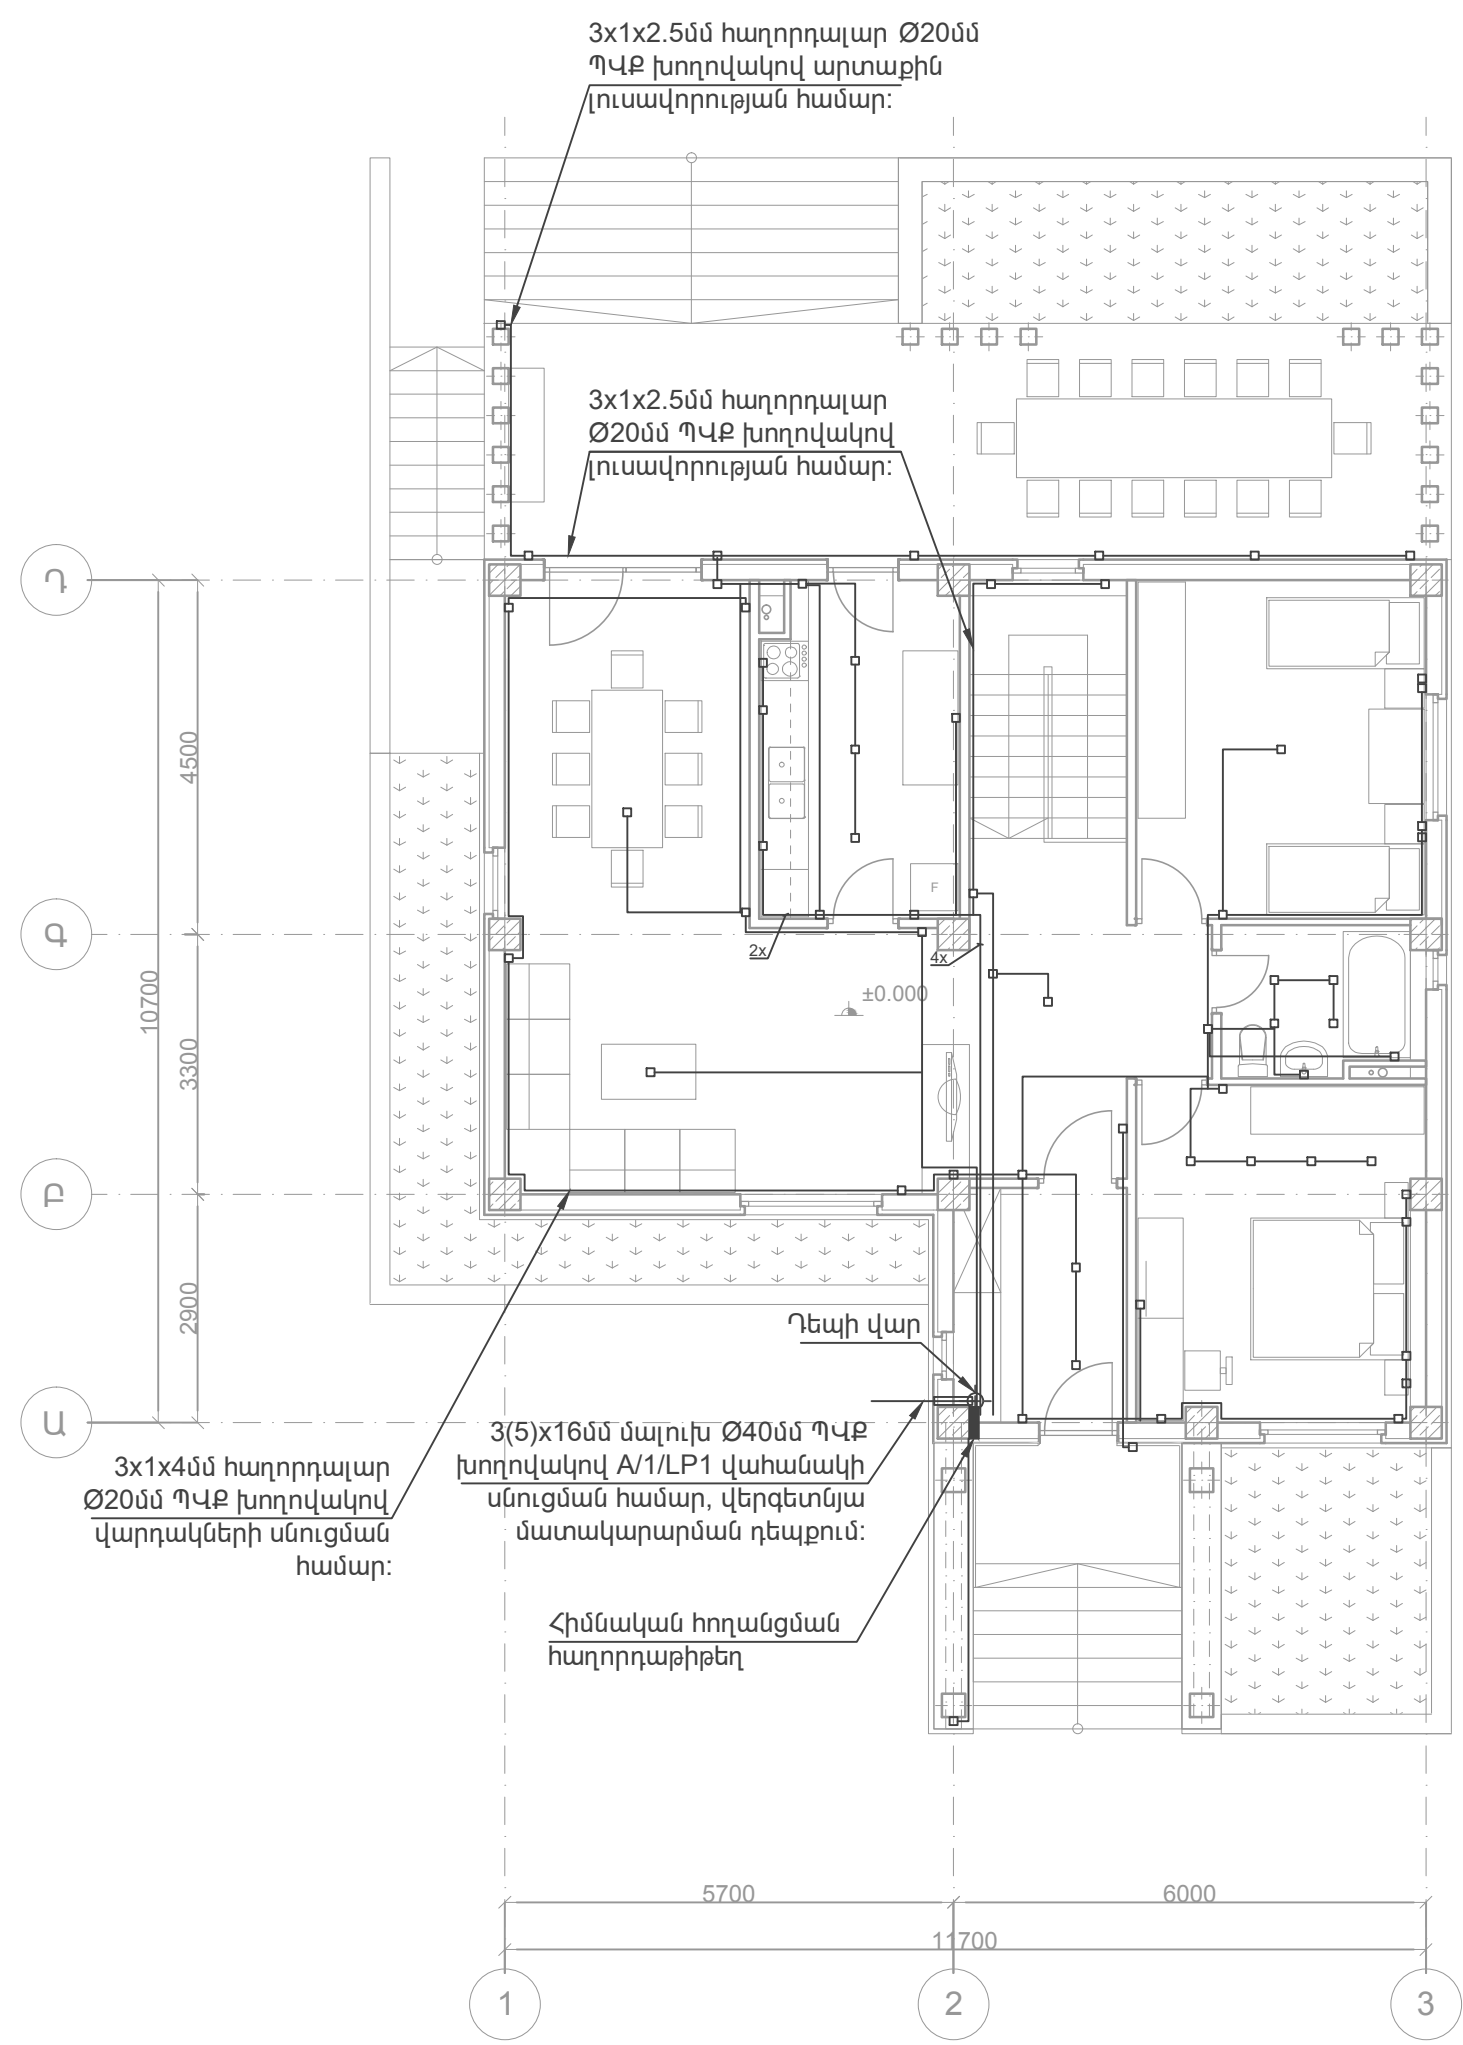 3x1x2.5մմ հաղորդալար Ø20մմ
ՊՎՔ խողովակով արտաքին
լուսավորության համար:
3x1x2.5մմ հաղորդալար
Ø20մմ ՊՎՔ խողովակով
լուսավորության համար:
Դ
4500
F
Գ
2x
4x
±0.000
10700
3300
Բ
2900
Դեպի վար
Ա
3(5)x16մմ մալուխ Ø40մմ ՊՎՔ
խողովակով A/1/LP1 վահանակի
սնուցման համար, վերգետնյա
մատակարարման դեպքում:
3x1x4մմ հաղորդալար
Ø20մմ ՊՎՔ խողովակով
վարդակների սնուցման
համար:
Հիմնական հողանցման
հաղորդաթիթեղ
5700
6000
11700
1
2
3